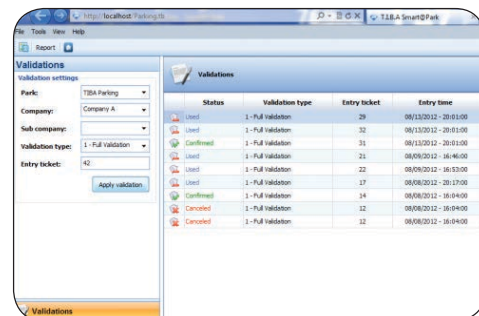 http://localhost/Parking.tb
T.I.B.A Smart@Park
File Tools View Help
Report
Validations
Validation settings
Park: TIBA Parking
Company: Company A
Sub company:
Validation type: 1 - Full Validation
Entry ticket: 42
Apply validation
Validations
Validations
Status Validation type Entry ticket Entry time
Used 1 - Full Validation 29 08/13/2012 - 20:01:00
Used 1 - Full Validation 32 08/13/2012 - 20:01:00
Confirmed 1 - Full Validation 31 08/13/2012 - 20:01:00
Used 1 - Full Validation 21 08/09/2012 - 16:46:00
Used 1 - Full Validation 22 08/09/2012 - 16:53:00
Used 1 - Full Validation 17 08/08/2012 - 20:17:00
Confirmed 1 - Full Validation 14 08/08/2012 - 16:04:00
Canceled 1 - Full Validation 12 08/08/2012 - 16:04:00
Canceled 1 - Full Validation 12 08/08/2012 - 16:04:00